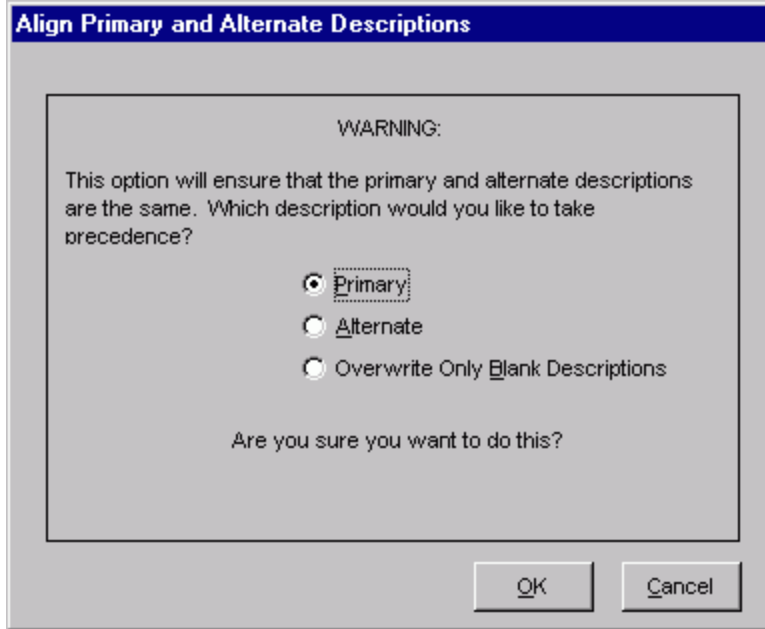 Align Primary and Alternate Descriptions
WARNING:
This option will ensure that the primary and alternate descriptions
are the same.  Which description would you like to take
precedence?
Primary
Alternate
Overwrite Only Blank Descriptions
Are you sure you want to do this?
OK
Cancel